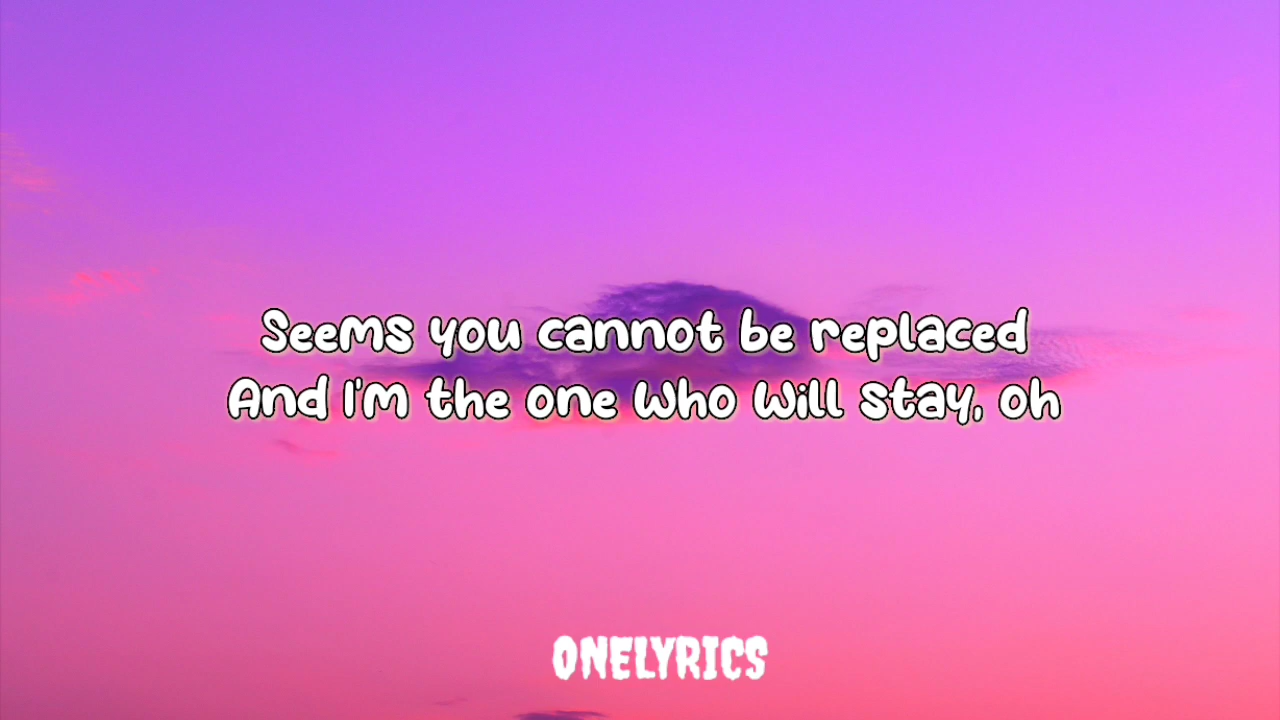 Seems you cannot be replaced
And I'm the one who will stay, oh
ONELYRICS